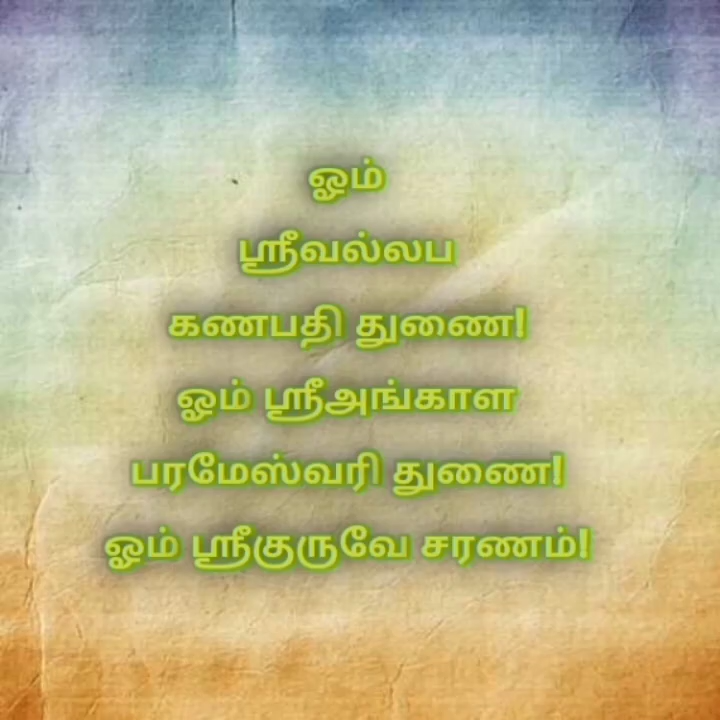 ஓம்
ஸ்ரீவல்லப
கணபதி துணை!
ஓம் ஸ்ரீஅங்காள
பரமேஸ்வரி துணை!
ஓம் ஸ்ரீகுருவே சரணம்!